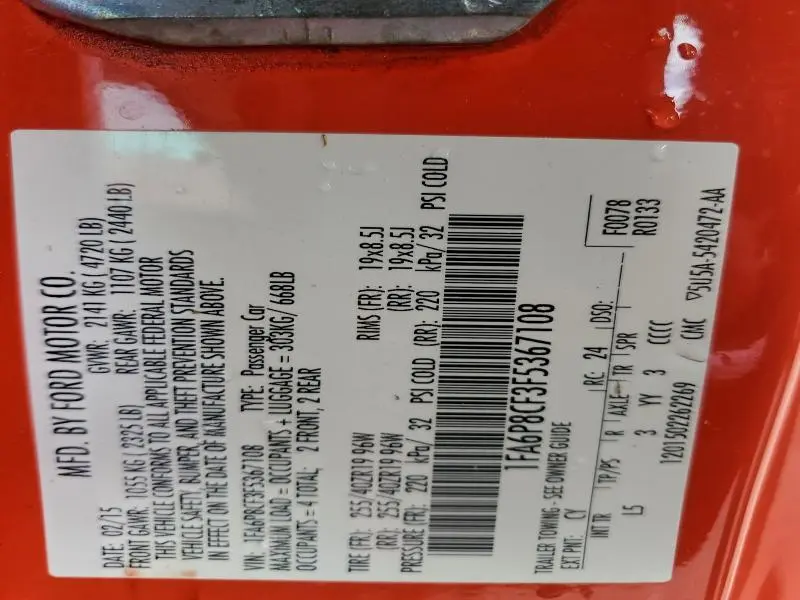 MFD. BY FORD MOTOR CO.
DATE: 02/15 GVWR: 2141 KG ( 4720 LB)
FRONT GAWR: 1055 KG ( 2325 LB) REAR GAWR: 1107 KG ( 2440 LB)
THIS VEHICLE CONFORMS TO ALL APPLICABLE FEDERAL MOTOR
VEHICLE SAFETY, BUMPER, AND THEFT PREVENTION STANDARDS
IN EFFECT ON THE DATE OF MANUFACTURE SHOWN ABOVE.
VIN: 1FA6P8CF3F5367108 TYPE: Passenger Car
MAXIMUM LOAD = OCCUPANTS + LUGGAGE = 303KG/ 668LB
OCCUPANTS = 4 TOTAL; 2 FRONT, 2 REAR
TIRE (FR): 255/40ZR19 96W RIMS (FR): 19x8.5J
(RR): 255/40ZR19 96W (RR): 19x8.5J
PRESSURE (FR): 220 kPa/ 32 PSI COLD (RR): 220 kPa/ 32 PSI COLD
1FA6P8CF3F5367108
TRAILER TOWING - SEE OWNER GUIDE F0078
EXT PNT: CY RC: 24 DSO: R0133
INT TR TP/PS R AXLE TR SPR
L5 3 YY 3 CCCC
12015022262269 CMC ▽5U5A-5420472-AA